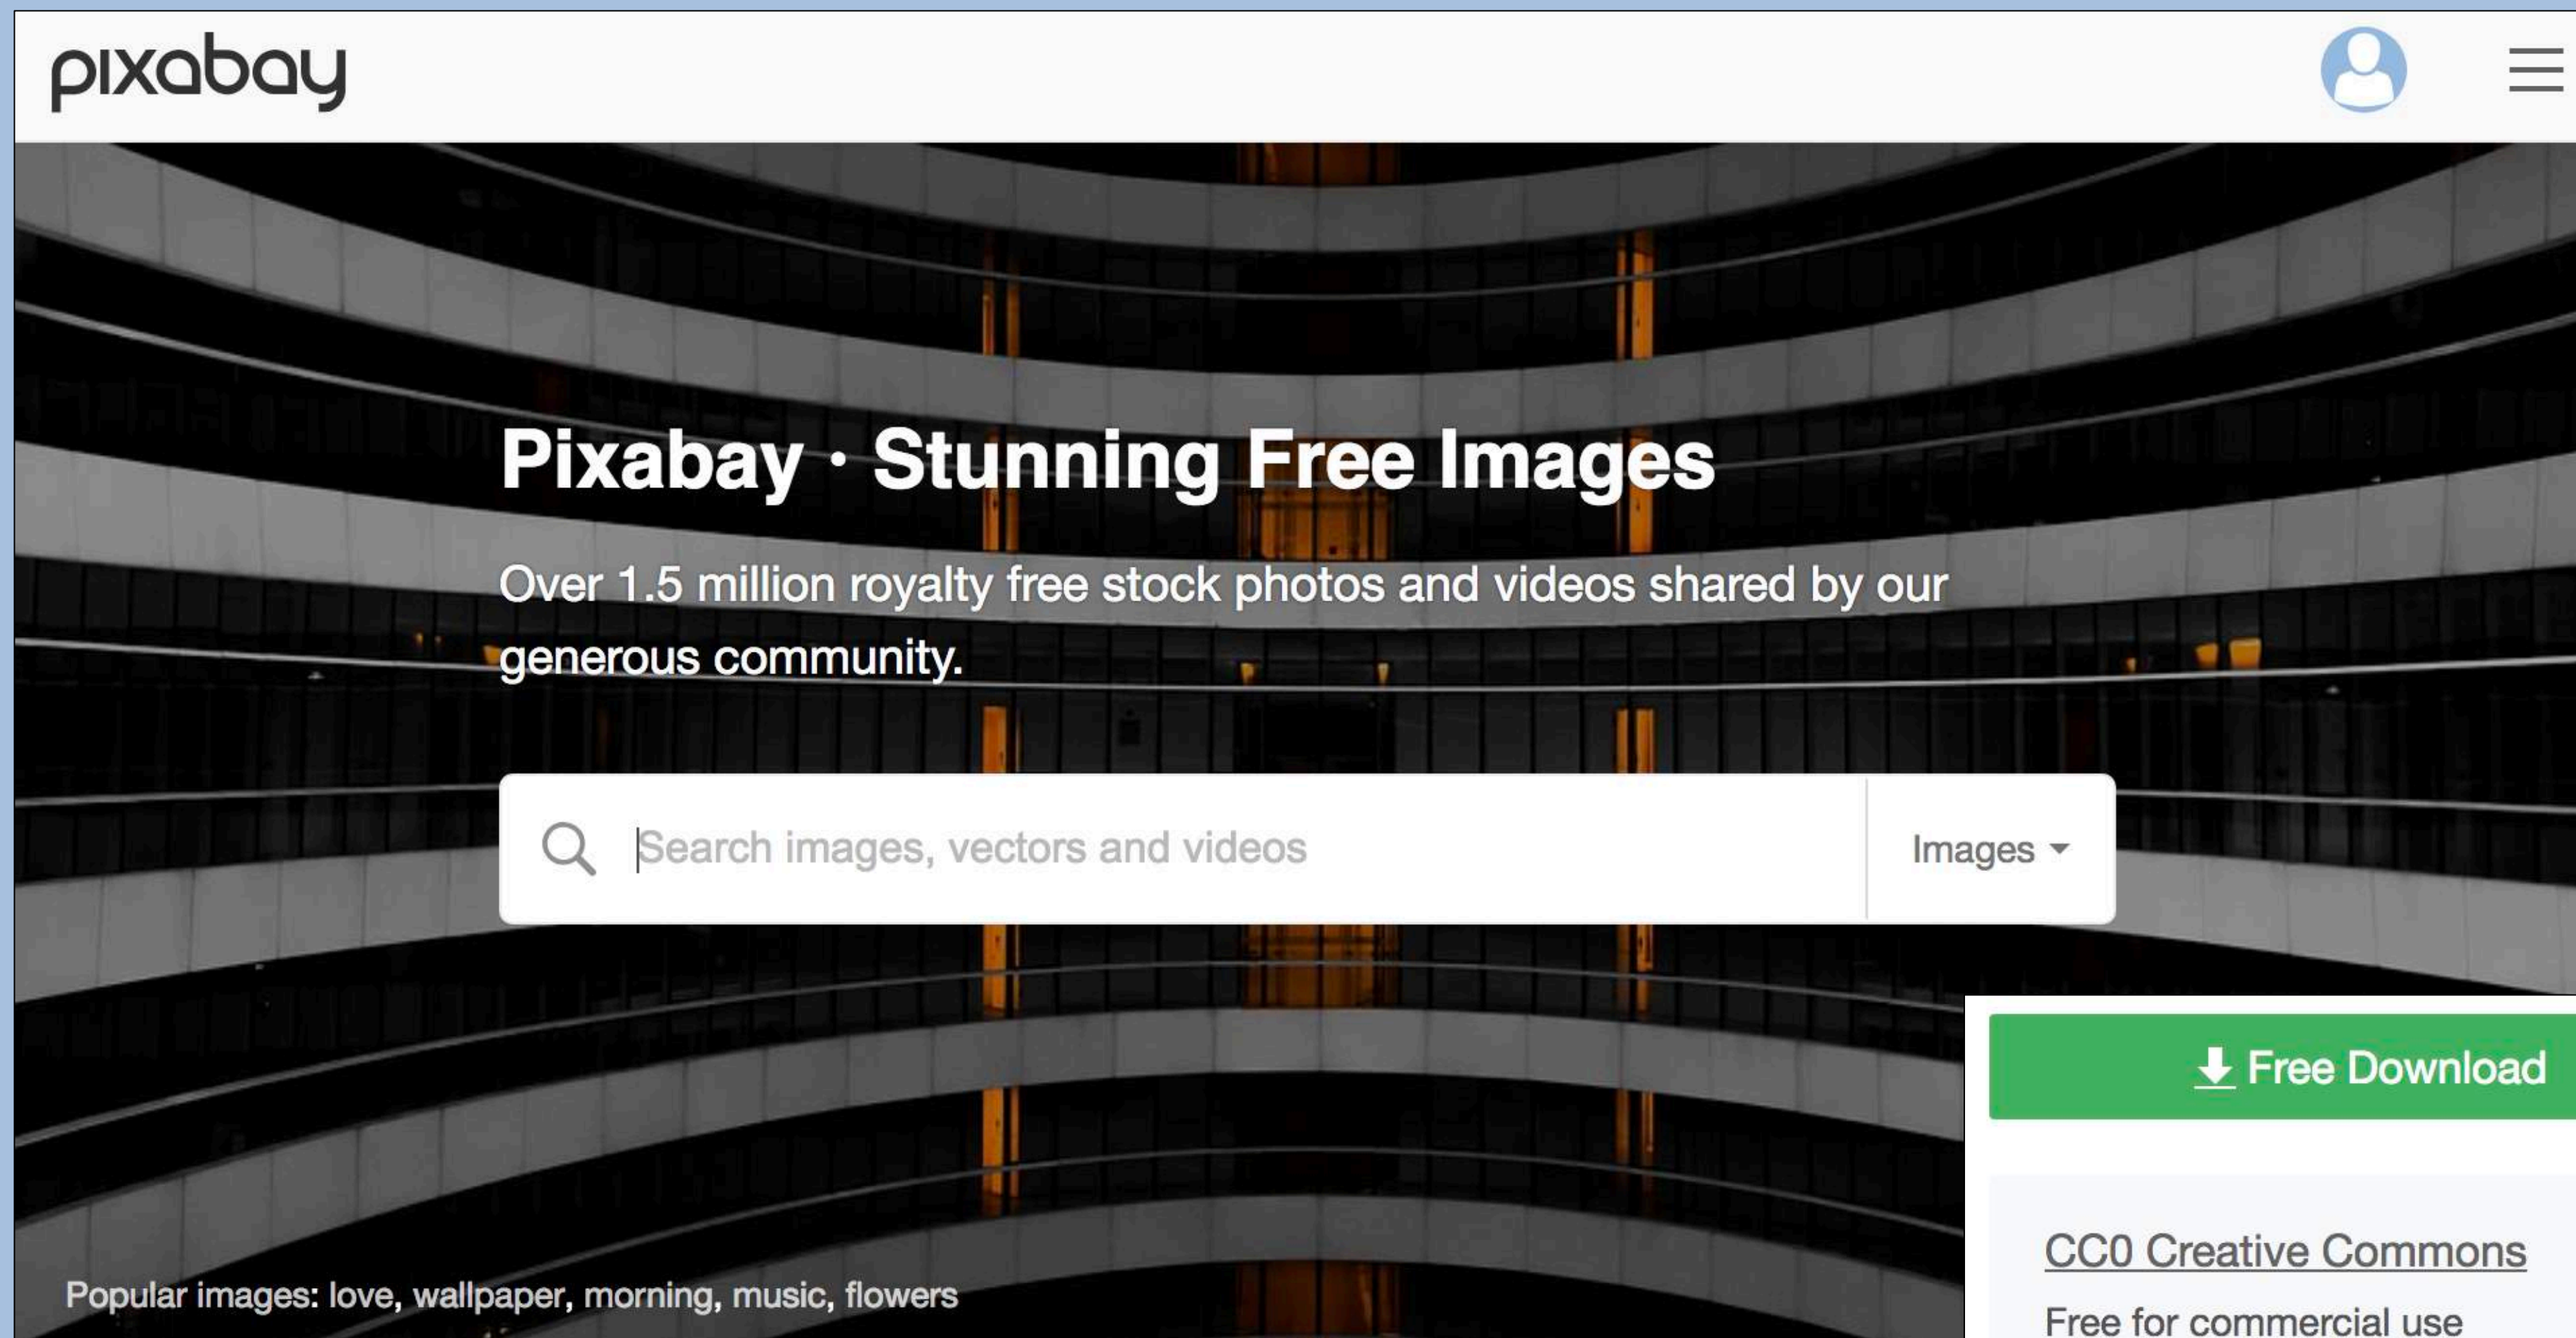 pixabay
Pixabay · Stunning Free Images
Over 1.5 million royalty free stock photos and videos shared by our
generous community.
Search images, vectors and videos
Images
Free Download
CC0 Creative Commons
Free for commercial use
Popular images: love, wallpaper, morning, music, flowers